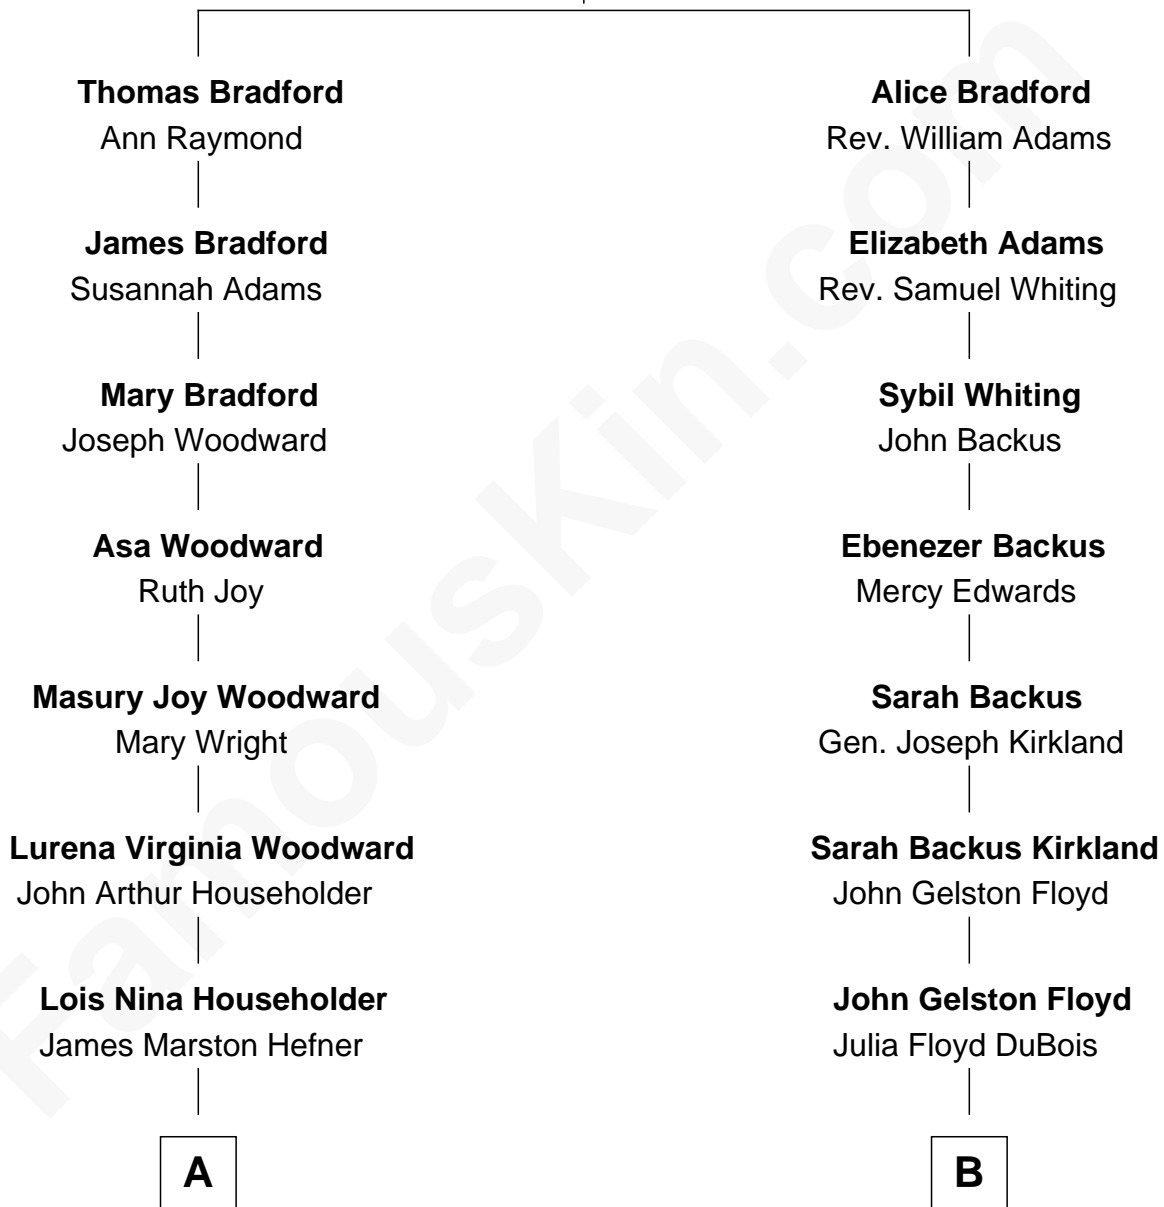 Thomas Bradford
Ann Raymond
James Bradford
Susannah Adams
Mary Bradford
Joseph Woodward
Asa Woodward
Ruth Joy
Masury Joy Woodward
Mary Wright
Lurena Virginia Woodward
John Arthur Householder
Lois Nina Householder
James Marston Hefner
A
Alice Bradford
Rev. William Adams
Elizabeth Adams
Rev. Samuel Whiting
Sybil Whiting
John Backus
Ebenezer Backus
Mercy Edwards
Sarah Backus
Gen. Joseph Kirkland
Sarah Backus Kirkland
John Gelston Floyd
John Gelston Floyd
Julia Floyd DuBois
B
FamousKin.com